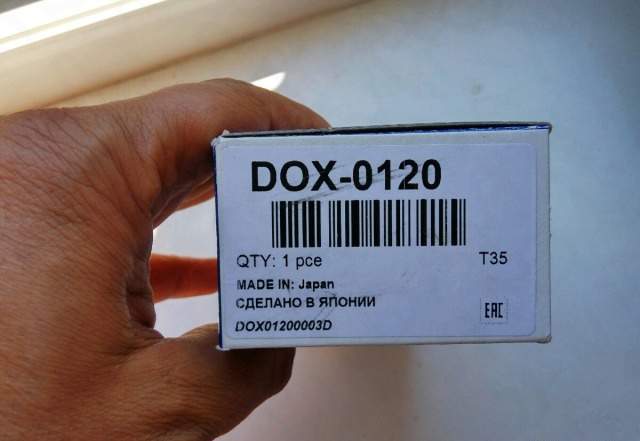 DOX-0120
QTY: 1 pce
T35
MADE IN: Japan
СДЕЛАНО В ЯПОНИИ
DOX01200003D
EAC